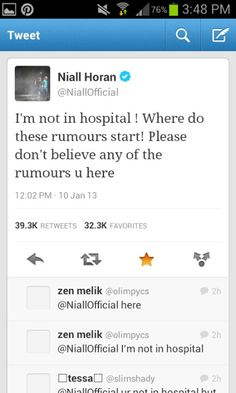 76% 3:48 PM
Tweet
Niall Horan
@NiallOfficial
I'm not in hospital ! Where do
these rumours start! Please
don't believe any of the
rumours u here
12:02 PM · 10 Jan 13
39.3K RETWEETS 32.3K FAVORITES
zen melik @olimpycs 2h
@NiallOfficial here
zen melik @olimpycs 2h
@NiallOfficial I'm not in hospital
□tessa□ @slimshady 2h
@NiallOfficial ur not in hospital but